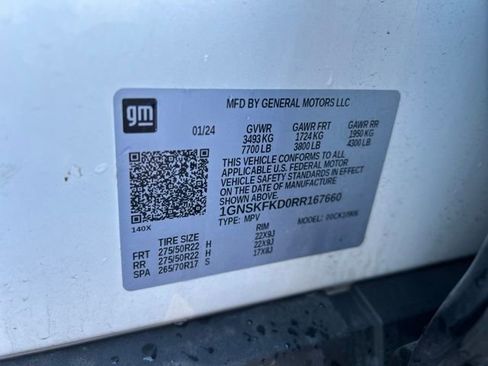 gm
MFD BY GENERAL MOTORS LLC
01/24 GVWR GAWR FRT GAWR RR
3493 KG 1724 KG 1950 KG
7700 LB 3800 LB 4300 LB
THIS VEHICLE CONFORMS TO ALL
APPLICABLE U.S. FEDERAL MOTOR
VEHICLE SAFETY STANDARDS IN EFFECT
ON THE DATE OF MANUFACTURE
SHOWN ABOVE.
1GNSKFKD0RR167660
TYPE: MPV MODEL:
140X
TIRE SIZE RIM
FRT 275/50R22 H 22X9J
RR 275/50R22 H 22X9J
SPA 265/70R17 S 17X8J